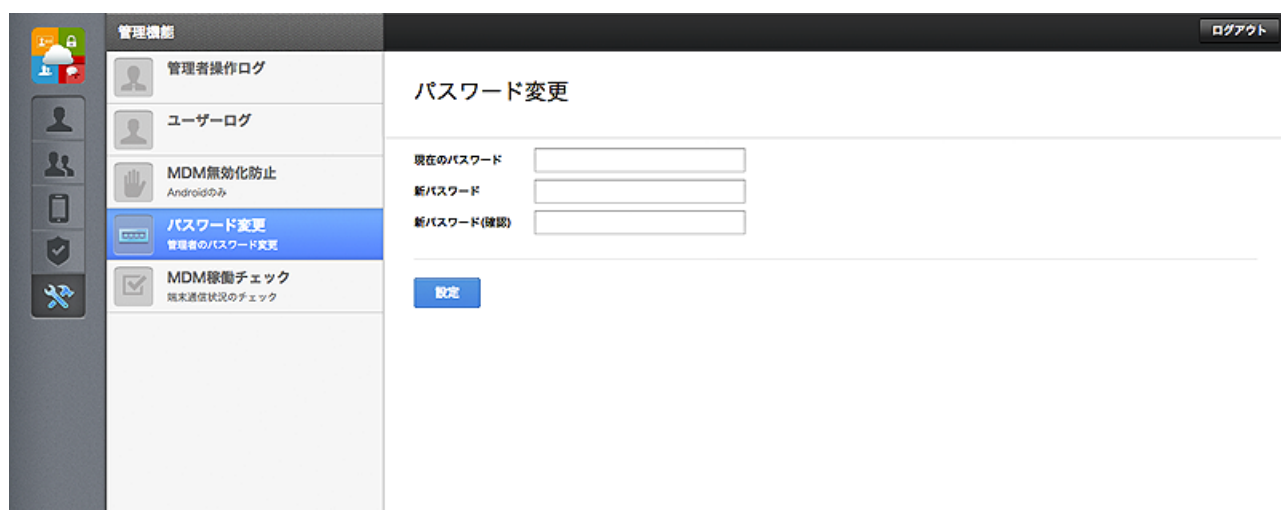 管理機能
ログアウト
管理者操作ログ
ユーザーログ
MDM無効化防止
Androidのみ
パスワード変更
管理者のパスワード変更
MDM稼働チェック
端末通信状況のチェック
パスワード変更
現在のパスワード
新パスワード
新パスワード(確認)
設定